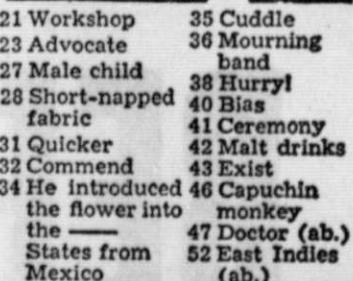 21 Workshop
23 Advocate
27 Male child
28 Short-napped
fabric
31 Quicker
32 Commend
34 He introduced
the flower into
the ——
States from
Mexico
35 Cuddle
36 Mourning
band
38 Hurry!
40 Bias
41 Ceremony
42 Malt drinks
43 Exist
46 Capuchin
monkey
47 Doctor (ab.)
52 East Indies
(ab.)